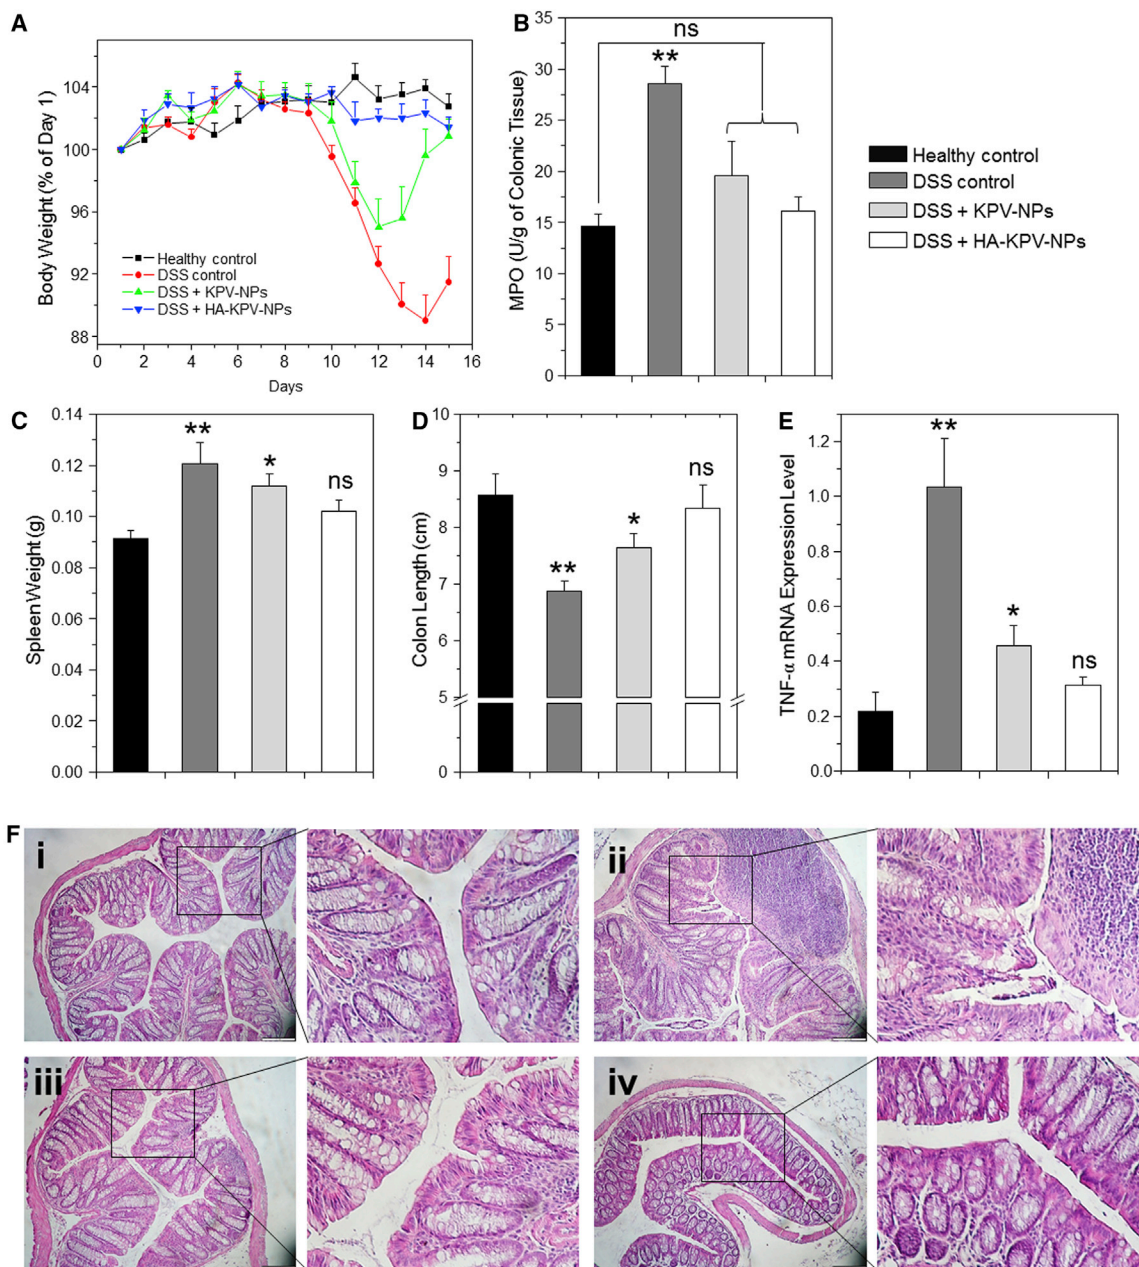 A
Body Weight (% of Day 1)
104
100
96
92
88
Healthy control
DSS control
DSS + KPV-NPs
DSS + HA-KPV-NPs
0 2 4 6 8 10 12 14 16
Days
B
MPO (U/g of Colonic Tissue)
35
30
25
20
15
10
5
0
ns
**
Healthy control
DSS control
DSS + KPV-NPs
DSS + HA-KPV-NPs
C
Spleen Weight (g)
0.14
0.12
0.10
0.08
0.06
0.04
0.02
0.00
**
*
ns
D
Colon Length (cm)
10
9
8
7
6
5
0
**
*
ns
E
TNF-α mRNA Expression Level
1.2
1.0
0.8
0.6
0.4
0.2
0.0
**
*
ns
F
i
ii
iii
iv